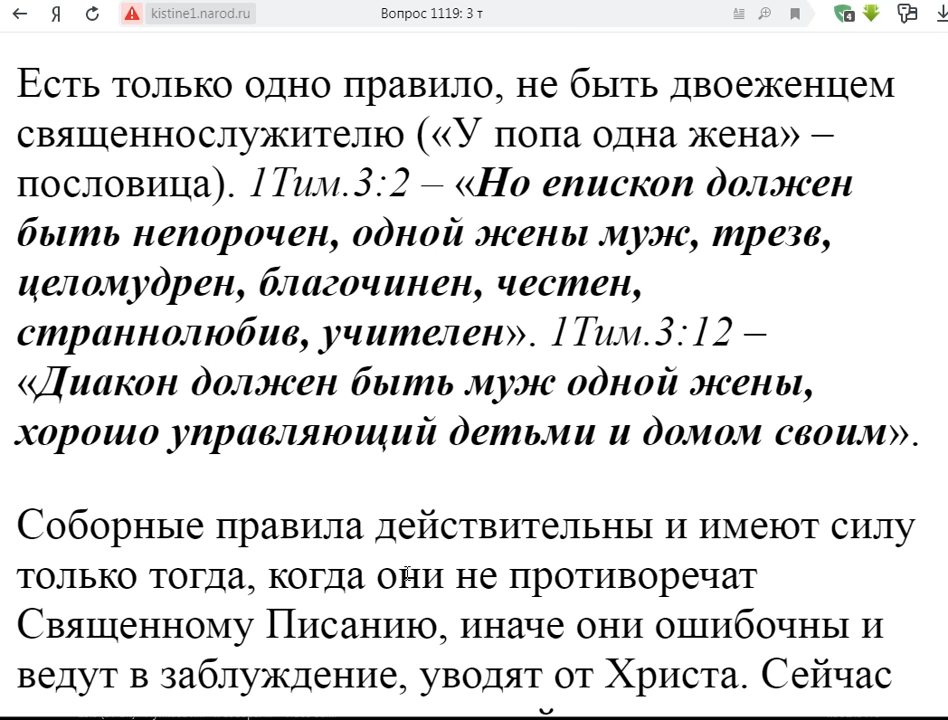 Я kistine1.narod.ru Вопрос 1119: 3 т 4
Есть только одно правило, не быть двоеженцем
священнослужителю («У попа одна жена» –
пословица). 1Тим.3:2 – «Но епископ должен
быть непорочен, одной жены муж, трезв,
целомудрен, благочинен, честен,
страннолюбив, учителен». 1Тим.3:12 –
«Диакон должен быть муж одной жены,
хорошо управляющий детьми и домом своим».
Соборные правила действительны и имеют силу
только тогда, когда они не противоречат
Священному Писанию, иначе они ошибочны и
ведут в заблуждение, уводят от Христа. Сейчас